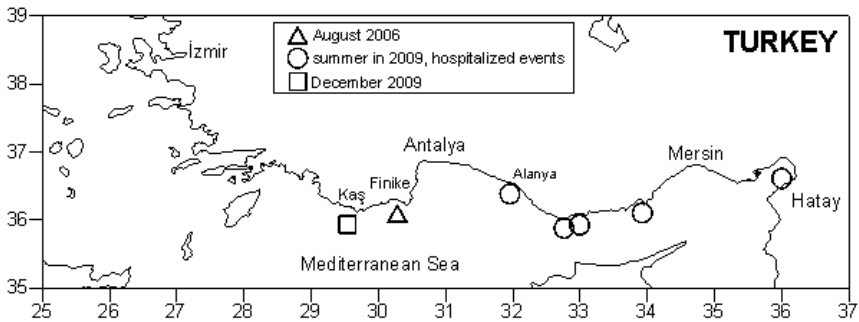 39
38
37
36
35
August 2006
summer in 2009, hospitalized events
December 2009
TURKEY
İzmir
Antalya
Mersin
Alanya
Finike
Kaş
Hatay
Mediterranean Sea
25 26 27 28 29 30 31 32 33 34 35 36 37